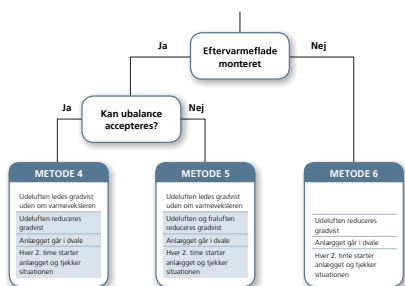 Ja
Eftervarmeflade
monteret
Nej
Ja
Kan ubalance
accepteres?
Nej
METODE 4
Udeluften ledes gradvist
uden om varmeveksleren
Udeluften reduceres
gradvist
Anlægget går i dvale
Hver 2. time starter
anlægget og tjekker
situationen
METODE 5
Udeluften ledes gradvist
uden om varmeveksleren
Udeluften og fraluften
reduceres gradvist
Anlægget går i dvale
Hver 2. time starter
anlægget og tjekker
situationen
METODE 6
Udeluften reduceres
gradvist
Anlægget går i dvale
Hver 2. time starter
anlægget og tjekker
situationen